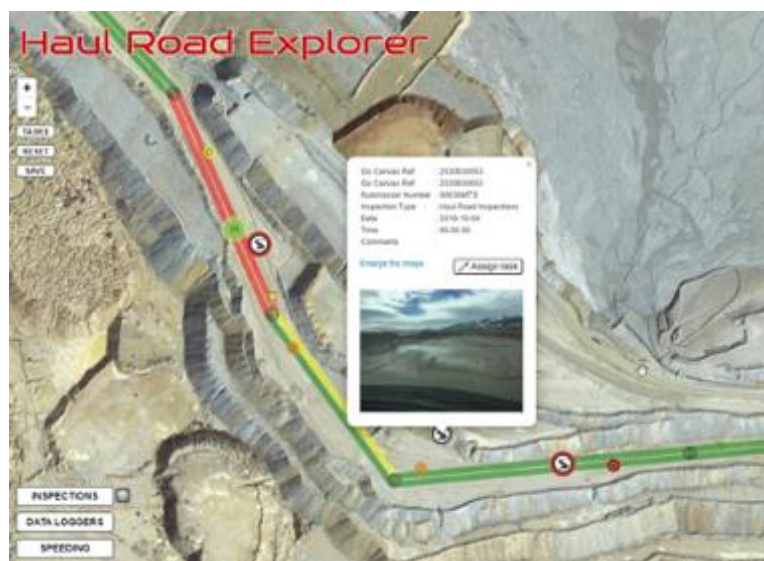 Haul Road Explorer
+
-
TASKS
RESET
SAVE
Go Canvas Ref
Go Canvas Ref
Submission Number
Inspection Type : Haul Road Inspections
Date
Time
Comments
Enlarge the image
Assign task
INSPECTIONS
DATA LOGGERS
SPEEDING